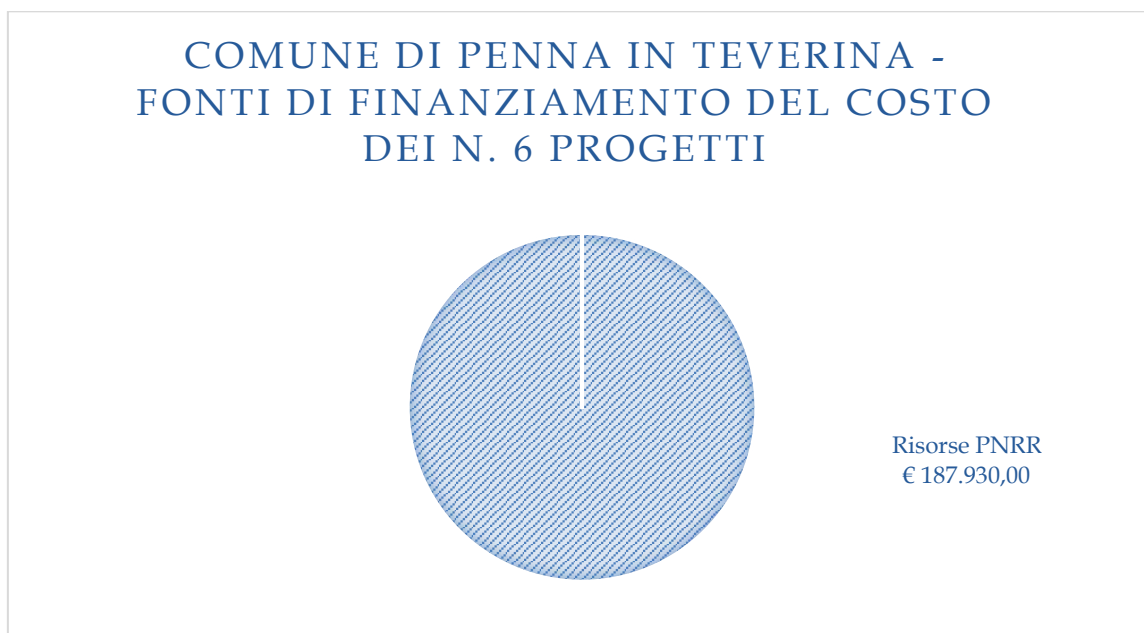 COMUNE DI PENNA IN TEVERINA -
FONTI DI FINANZIAMENTO DEL COSTO
DEI N. 6 PROGETTI
Risorse PNRR
€ 187.930,00